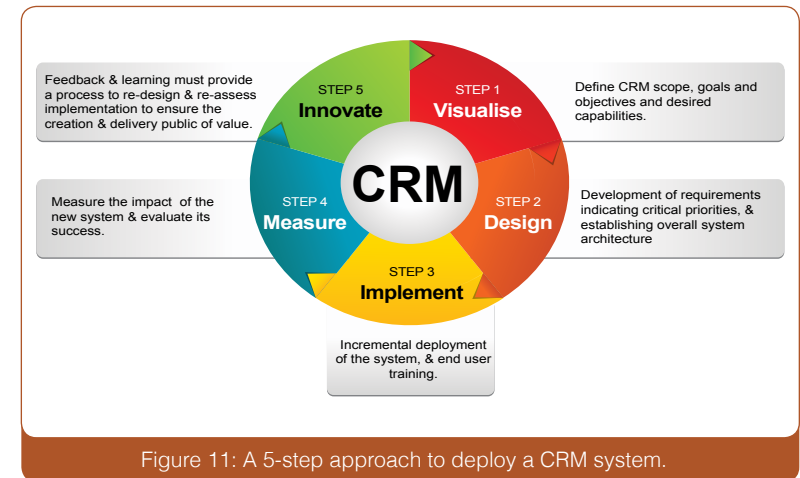 STEP 1
Visualise
Define CRM scope, goals and
objectives and desired
capabilities.
STEP 2
Design
Development of requirements
indicating critical priorities, &
establishing overall system
architecture
STEP 3
Implement
Incremental deployment
of the system, & end user
training.
STEP 4
Measure
Measure the impact of the
new system & evaluate its
success.
STEP 5
Innovate
Feedback & learning must provide
a process to re-design & re-assess
implementation to ensure the
creation & delivery public of value.
CRM
Figure 11: A 5-step approach to deploy a CRM system.